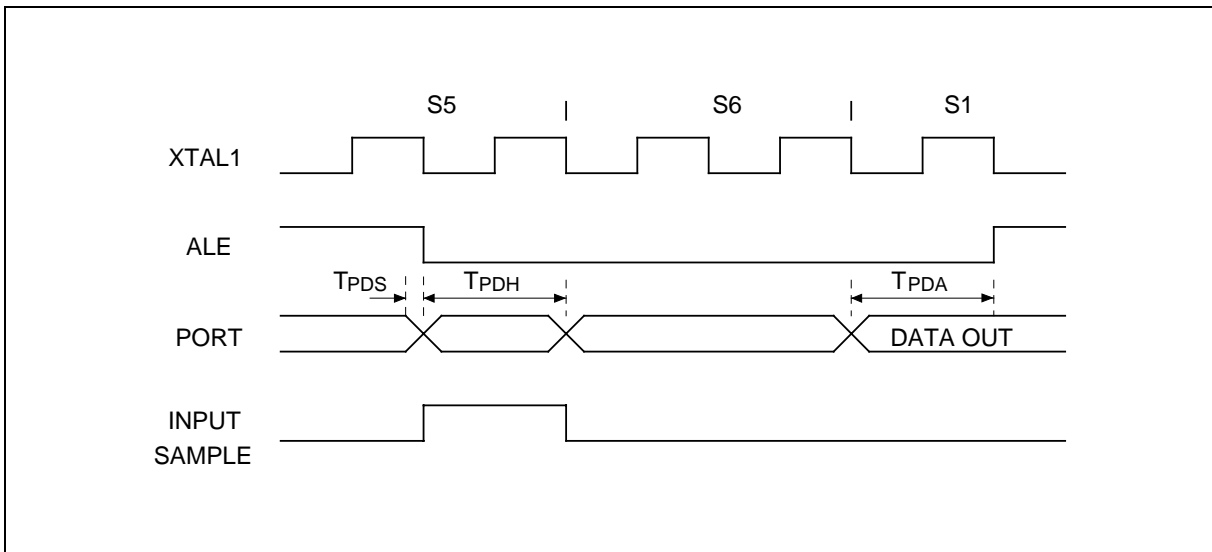 S5 | S6 | S1
XTAL1
ALE
TPDS TPDH TPDA
PORT DATA OUT
INPUT
SAMPLE